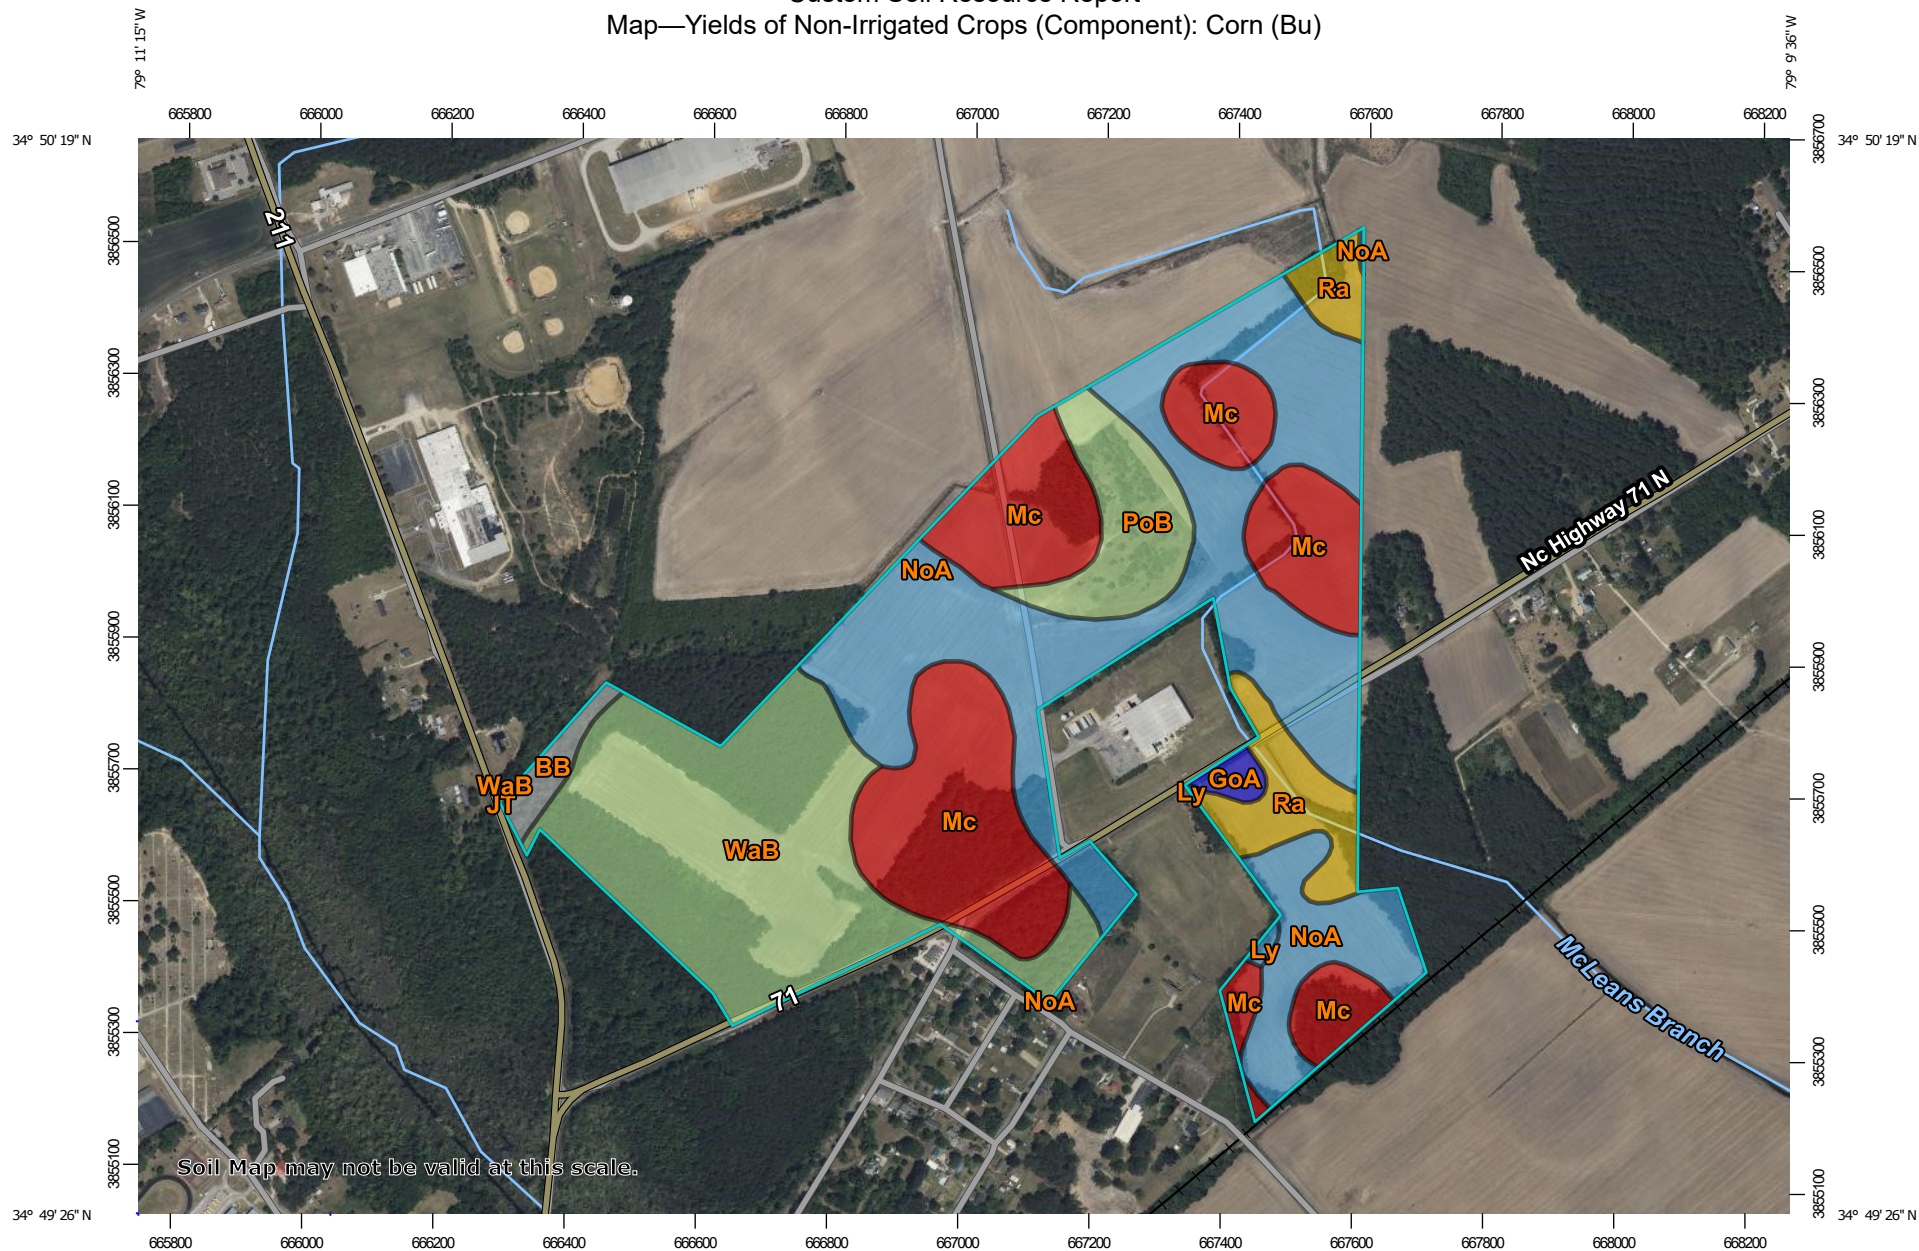 Custom Soil Resource Report
Map—Yields of Non-Irrigated Crops (Component): Corn (Bu)
79° 11' 15'' W
79° 9' 36'' W
665800 666000 666200 666400 666600 666800 667000 667200 667400 667600 667800 668000 668200
34° 50' 19'' N
34° 50' 19'' N
3856700
3856500
3856500
3856300
3856300
3856100
3856100
3855900
3855900
3855700
3855700
3855500
3855500
3855300
3855300
3855100
3855100
211
NoA
Ra
Mc
Mc
PoB
Mc
Nc Highway 71 N
NoA
BB
WaB
JT
GoA
Ly
Ra
Mc
WaB
NoA
Ly
McLeans Branch
71
NoA
Mc
Mc
Soil Map may not be valid at this scale.
34° 49' 26'' N
34° 49' 26'' N
665800 666000 666200 666400 666600 666800 667000 667200 667400 667600 667800 668000 668200